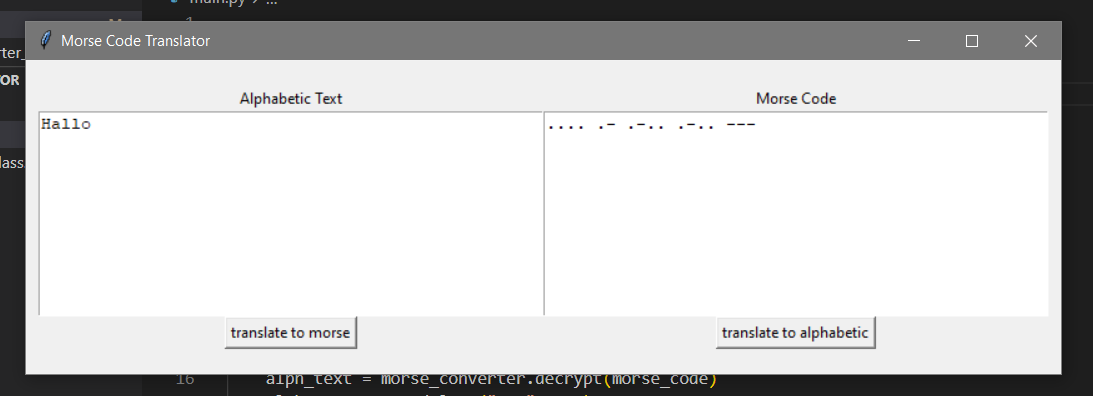 main.py > ...
1
Morse Code Translator
rter_
TOR
Alphabetic Text
Morse Code
Hallo
.... .- .-.. .-.. ---
lass
translate to morse
translate to alphabetic
16 alph_text = morse_converter.decrypt(morse_code)